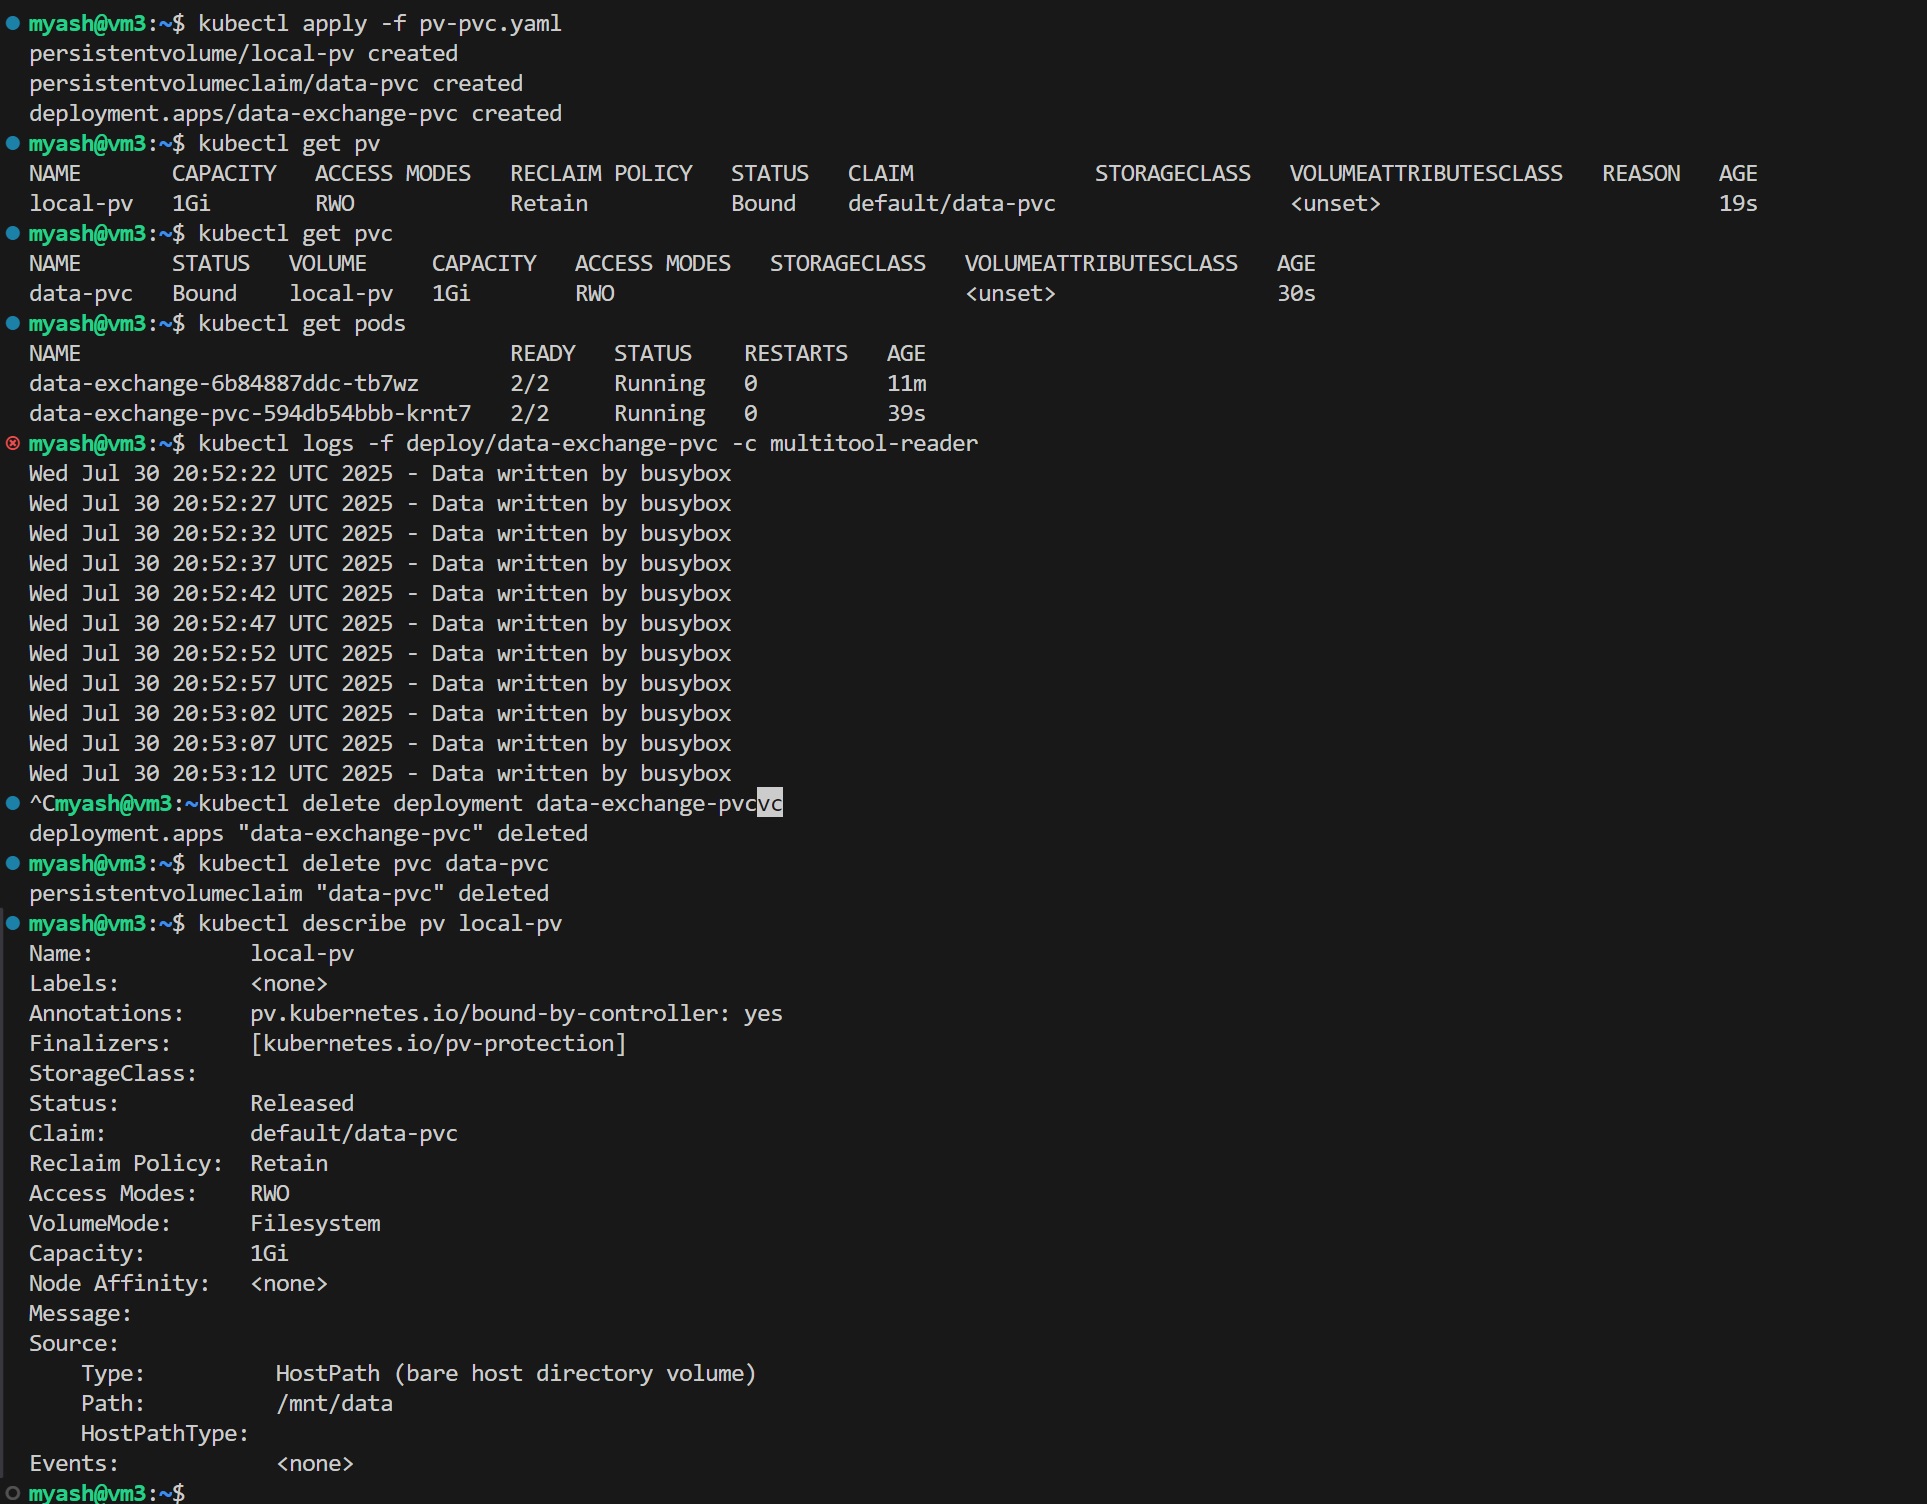 myash@vm3:~$ kubectl apply -f pv-pvc.yaml
persistentvolume/local-pv created
persistentvolumeclaim/data-pvc created
deployment.apps/data-exchange-pvc created
myash@vm3:~$ kubectl get pv
NAME       CAPACITY   ACCESS MODES   RECLAIM POLICY   STATUS   CLAIM              STORAGECLASS   VOLUMEATTRIBUTESCLASS   REASON   AGE
local-pv   1Gi        RWO            Retain           Bound    default/data-pvc                  <unset>                          19s
myash@vm3:~$ kubectl get pvc
NAME       STATUS   VOLUME     CAPACITY   ACCESS MODES   STORAGECLASS   VOLUMEATTRIBUTESCLASS   AGE
data-pvc   Bound    local-pv   1Gi        RWO                           <unset>                 30s
myash@vm3:~$ kubectl get pods
NAME                                 READY   STATUS    RESTARTS   AGE
data-exchange-6b84887ddc-tb7wz       2/2     Running   0          11m
data-exchange-pvc-594db54bbb-krnt7   2/2     Running   0          39s
myash@vm3:~$ kubectl logs -f deploy/data-exchange-pvc -c multitool-reader
Wed Jul 30 20:52:22 UTC 2025 - Data written by busybox
Wed Jul 30 20:52:27 UTC 2025 - Data written by busybox
Wed Jul 30 20:52:32 UTC 2025 - Data written by busybox
Wed Jul 30 20:52:37 UTC 2025 - Data written by busybox
Wed Jul 30 20:52:42 UTC 2025 - Data written by busybox
Wed Jul 30 20:52:47 UTC 2025 - Data written by busybox
Wed Jul 30 20:52:52 UTC 2025 - Data written by busybox
Wed Jul 30 20:52:57 UTC 2025 - Data written by busybox
Wed Jul 30 20:53:02 UTC 2025 - Data written by busybox
Wed Jul 30 20:53:07 UTC 2025 - Data written by busybox
Wed Jul 30 20:53:12 UTC 2025 - Data written by busybox
^Cmyash@vm3:~kubectl delete deployment data-exchange-pvcvc
deployment.apps "data-exchange-pvc" deleted
myash@vm3:~$ kubectl delete pvc data-pvc
persistentvolumeclaim "data-pvc" deleted
myash@vm3:~$ kubectl describe pv local-pv
Name:            local-pv
Labels:          <none>
Annotations:     pv.kubernetes.io/bound-by-controller: yes
Finalizers:      [kubernetes.io/pv-protection]
StorageClass:
Status:          Released
Claim:           default/data-pvc
Reclaim Policy:  Retain
Access Modes:    RWO
VolumeMode:      Filesystem
Capacity:        1Gi
Node Affinity:   <none>
Message:
Source:
    Type:          HostPath (bare host directory volume)
    Path:          /mnt/data
    HostPathType:
Events:            <none>
myash@vm3:~$